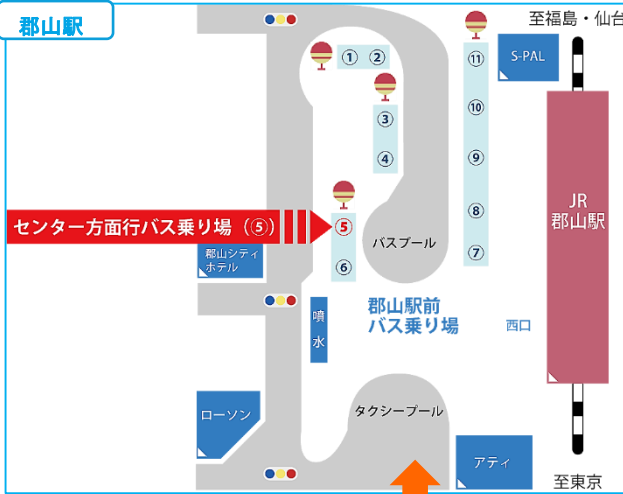 郡山駅
至福島・仙台
S-PAL
① ②
③
④
⑪
⑩
⑨
⑧
⑦
JR
郡山駅
センター方面行バス乗り場（⑤）
⑤
⑥
バスプール
郡山シティ
ホテル
噴水
郡山駅前
バス乗り場
西口
ローソン
タクシープール
アティ
至東京